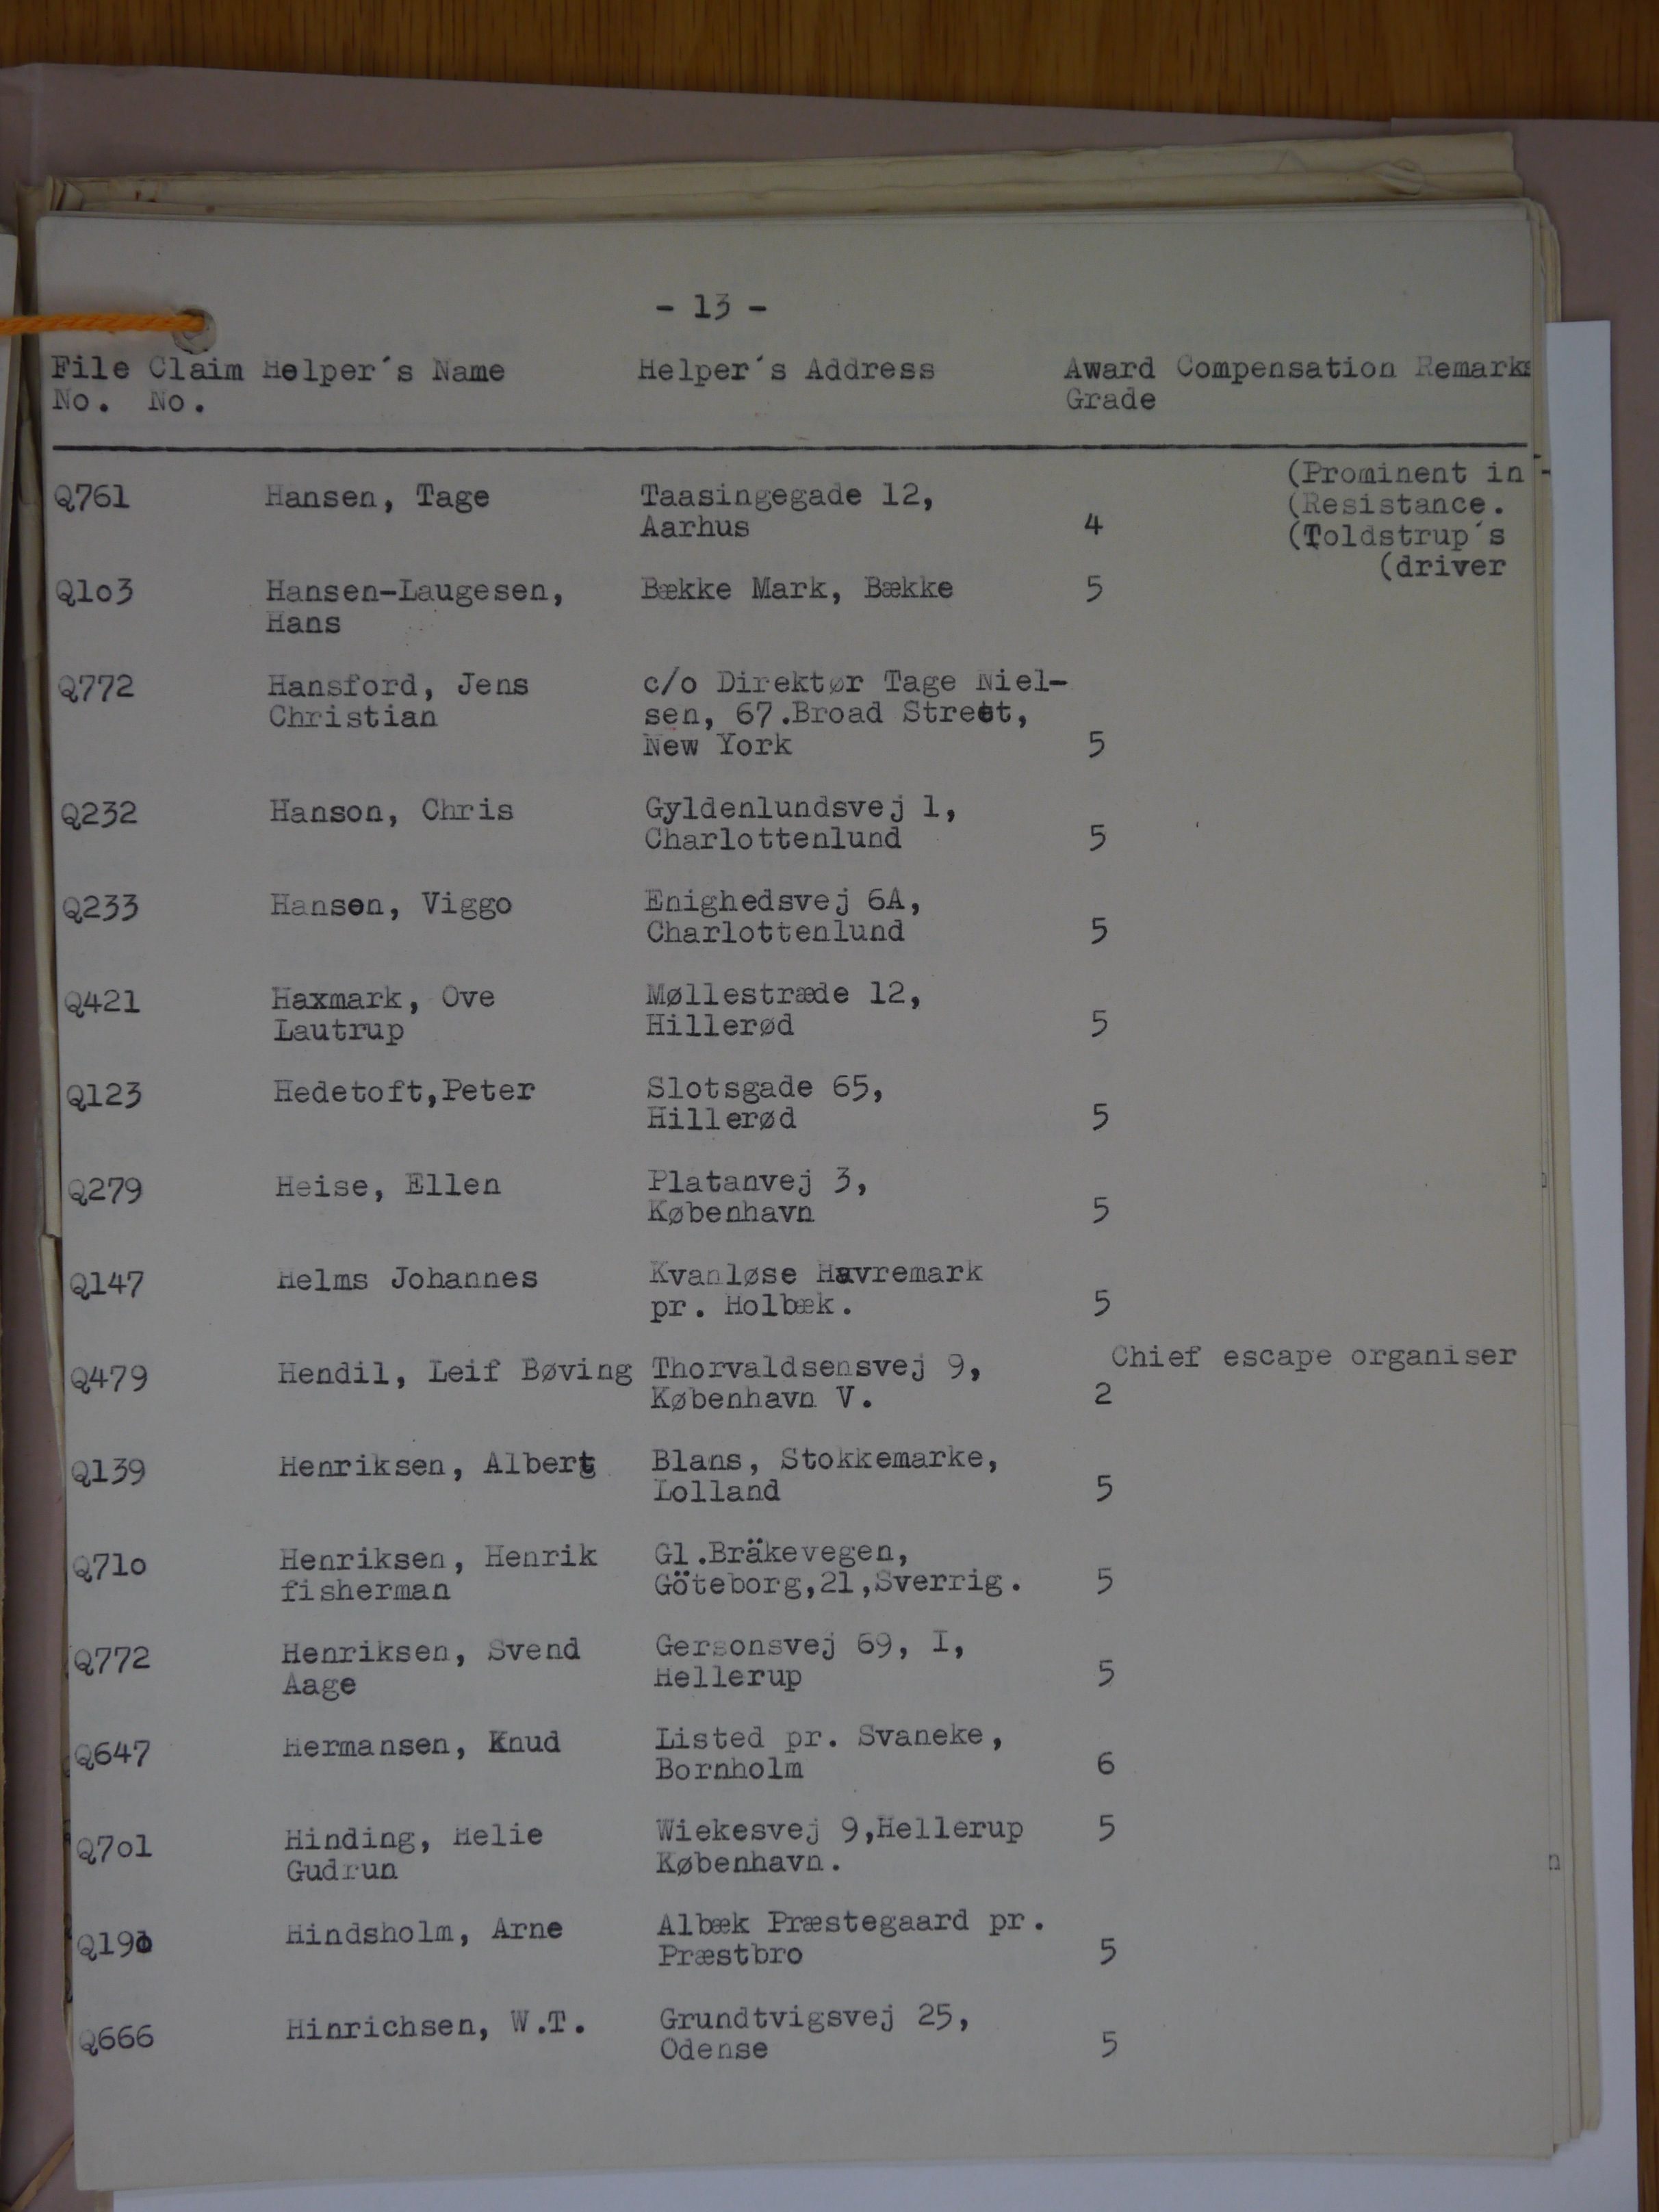 - 13 -
File Claim Helper´s Name Helper´s Address Award Compensation Remarks
No. No. Grade
(Prominent in
Q761 Hansen, Tage Taasingegade 12, (Resistance.
Aarhus 4 (Toldstrup´s
(driver
Qlo3 Hansen-Laugesen, Bække Mark, Bække 5
Hans
Q772 Hansford, Jens c/o Direktør Tage Niel-
Christian sen, 67.Broad Street,
New York 5
Q232 Hanson, Chris Gyldenlundsvej 1,
Charlottenlund 5
Q233 Hanson, Viggo Enighedsvej 6A,
Charlottenlund 5
Q421 Haxmark, Ove Møllestræde 12,
Lautrup Hillerød 5
Q123 Hedetoft,Peter Slotsgade 65,
Hillerød 5
Q279 Heise, Ellen Platanvej 3,
København 5
Q147 Helms Johannes Kvanløse Havremark
pr. Holbæk. 5
Chief escape organiser
Q479 Hendil, Leif Bøving Thorvaldsensvej 9,
København V. 2
Q139 Henriksen, Albert Blans, Stokkemarke,
Lolland 5
Q71o Henriksen, Henrik Gl.Bräkevegen,
fisherman Göteborg,21,Sverrig. 5
Q772 Henriksen, Svend Gersonsvej 69, I,
Aage Hellerup 5
Q647 Hermansen, Knud Listed pr. Svaneke,
Bornholm 6
Q7o1 Hinding, Helie Wiekesvej 9,Hellerup 5
Gudrun København.
Hindsholm, Arne Albæk Præstegaard pr.
Præstbro 5
Q666 Hinrichsen, W.T. Grundtvigsvej 25,
Odense 5